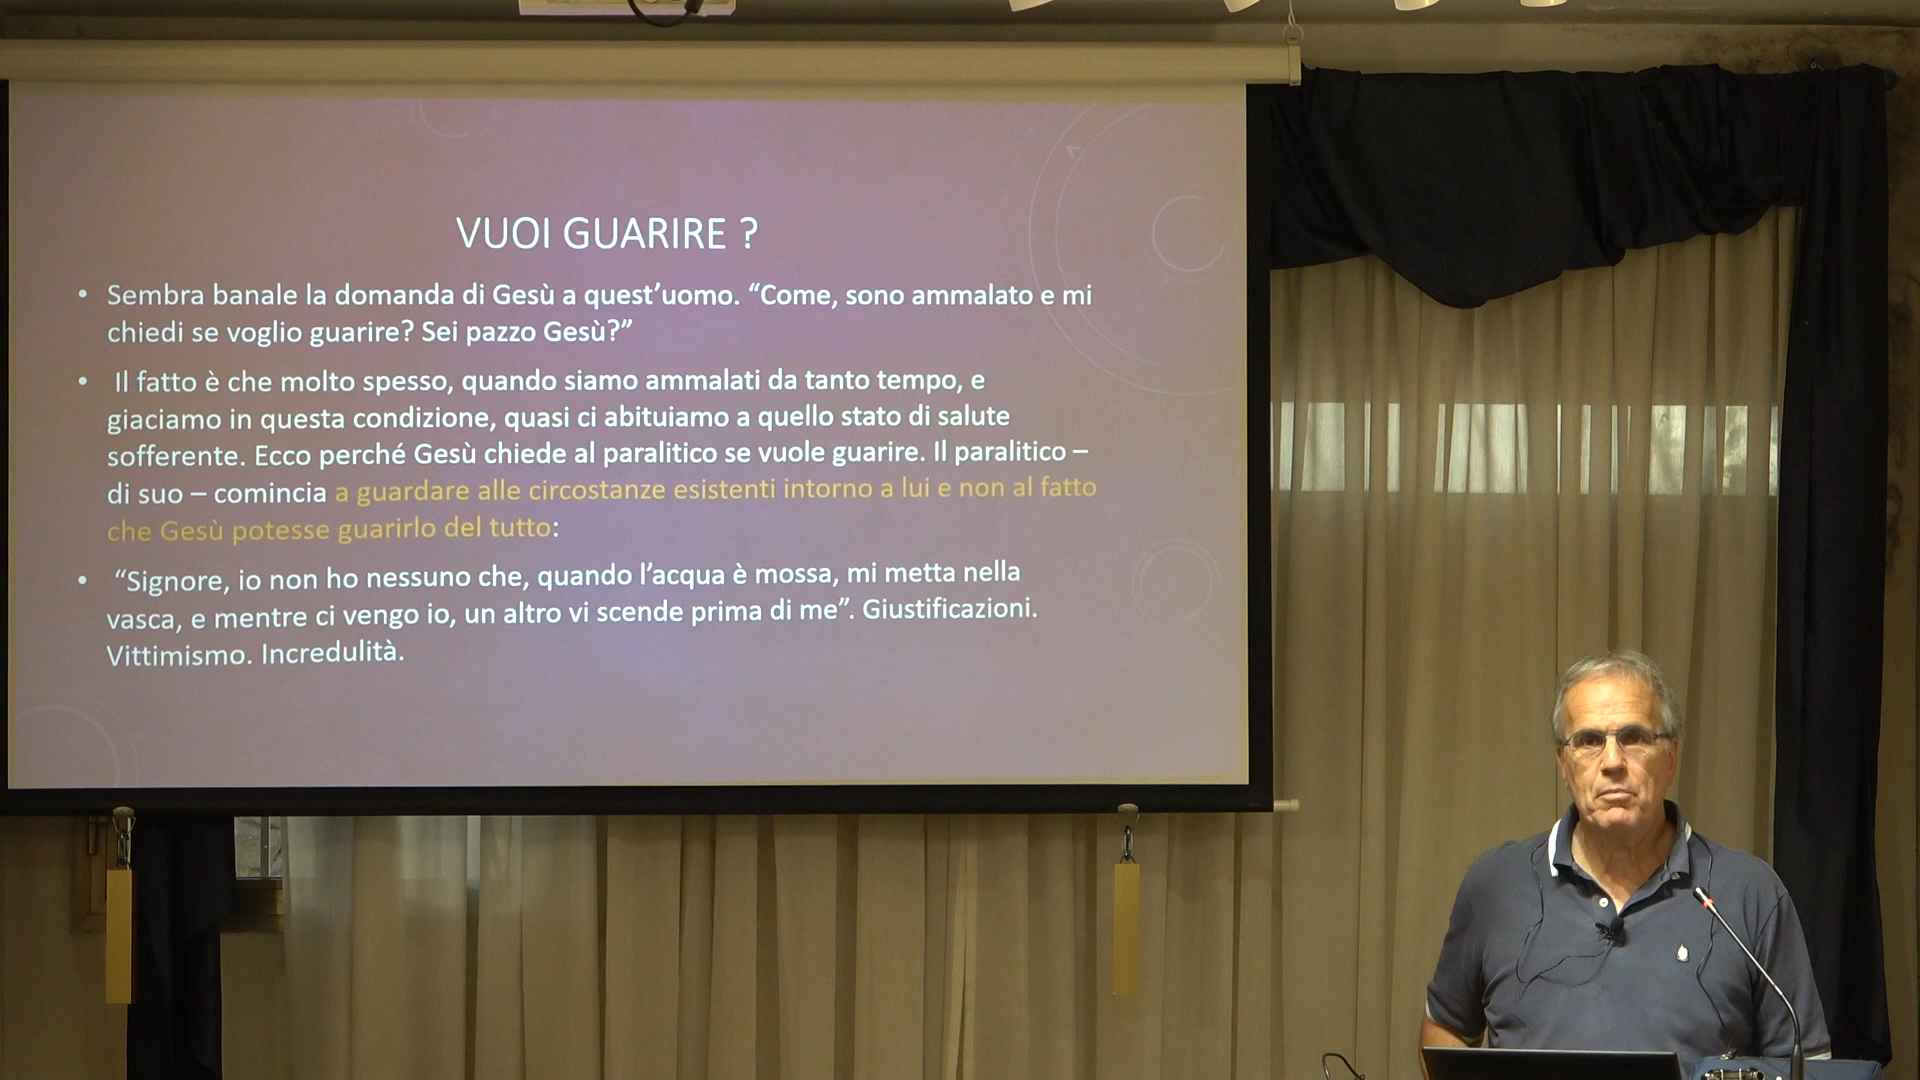 VUOI GUARIRE ?
• Sembra banale la domanda di Gesù a quest’uomo. “Come, sono ammalato e mi
chiedi se voglio guarire? Sei pazzo Gesù?”
• Il fatto è che molto spesso, quando siamo ammalati da tanto tempo, e
giaciamo in questa condizione, quasi ci abituiamo a quello stato di salute
sofferente. Ecco perché Gesù chiede al paralitico se vuole guarire. Il paralitico –
di suo – comincia a guardare alle circostanze esistenti intorno a lui e non al fatto
che Gesù potesse guarirlo del tutto:
• “Signore, io non ho nessuno che, quando l’acqua è mossa, mi metta nella
vasca, e mentre ci vengo io, un altro vi scende prima di me”. Giustificazioni.
Vittimismo. Incredulità.